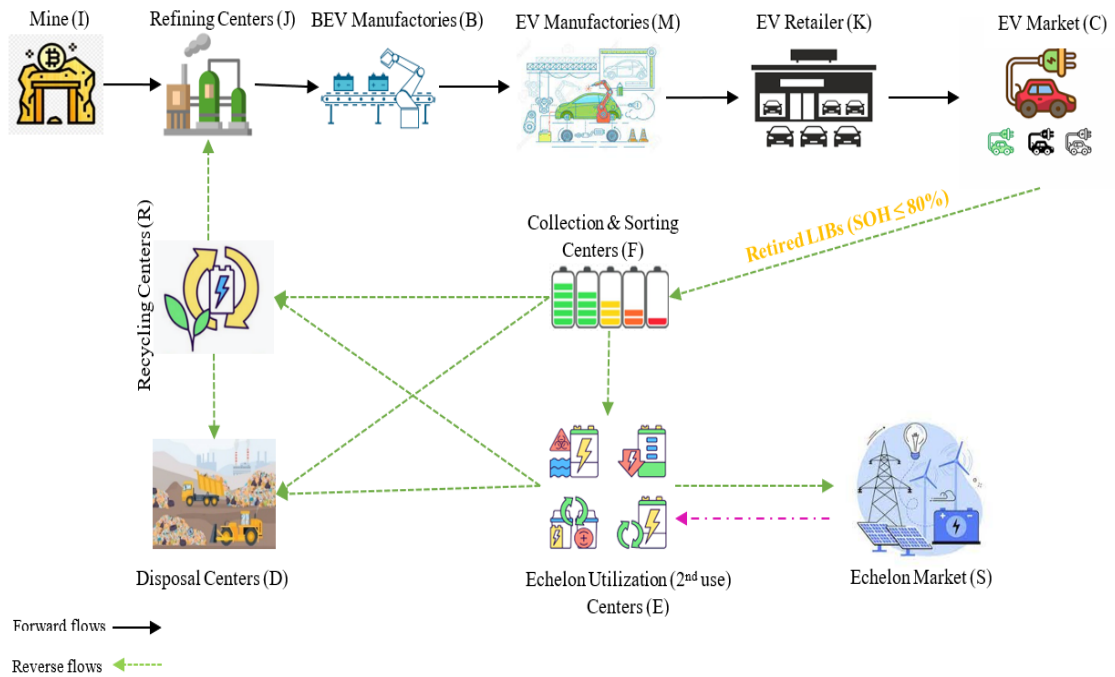 Mine (I)
Refining Centers (J)
BEV Manufactories (B)
EV Manufactories (M)
EV Retailer (K)
EV Market (C)
Retired LIBs (SOH ≤ 80%)
Collection & Sorting
Centers (F)
Recycling Centers (R)
Disposal Centers (D)
Echelon Utilization (2nd use)
Centers (E)
Echelon Market (S)
Forward flows
Reverse flows